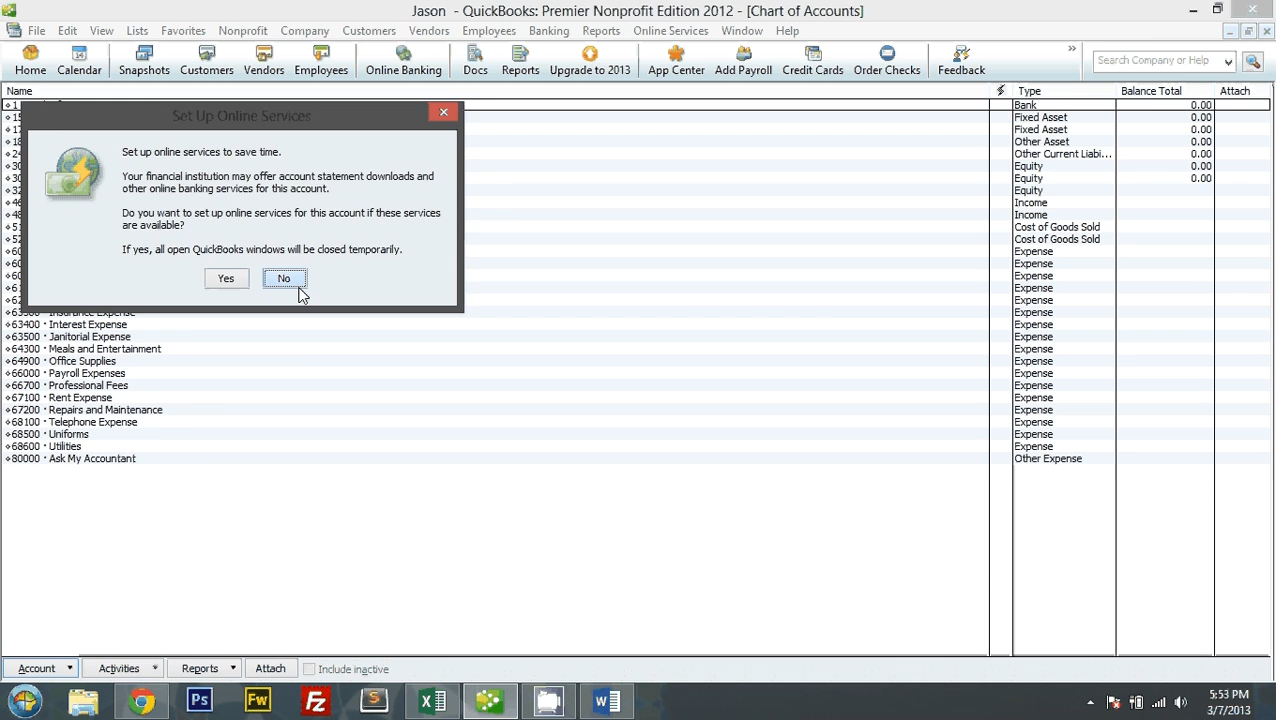 Jason - QuickBooks: Premier Nonprofit Edition 2012 - [Chart of Accounts]
File Edit View Lists Favorites Nonprofit Company Customers Vendors Employees Banking Reports Online Services Window Help
Home Calendar Snapshots Customers Vendors Employees Online Banking Docs Reports Upgrade to 2013 App Center Add Payroll Credit Cards Order Checks Feedback Search Company or Help
Name Type Balance Total Attach
Bank 0.00
Fixed Asset 0.00
Fixed Asset 0.00
Other Asset 0.00
Other Current Liabi... 0.00
Equity 0.00
Equity 0.00
Equity
Income
Income
Cost of Goods Sold
Cost of Goods Sold
Expense
Expense
Expense
Expense
Expense
Set Up Online Services
Set up online services to save time.
Your financial institution may offer account statement downloads and
other online banking services for this account.
Do you want to set up online services for this account if these services
are available?
If yes, all open QuickBooks windows will be closed temporarily.
Yes No
Insurance Expense Expense
63400 · Interest Expense Expense
63500 · Janitorial Expense Expense
64300 · Meals and Entertainment Expense
64900 · Office Supplies Expense
66000 · Payroll Expenses Expense
66700 · Professional Fees Expense
67100 · Rent Expense Expense
67200 · Repairs and Maintenance Expense
68100 · Telephone Expense Expense
68500 · Uniforms Expense
68600 · Utilities Expense
80000 · Ask My Accountant Other Expense
Account Activities Reports Attach Include inactive
Ps Fw Fz S
5:53 PM
3/7/2013